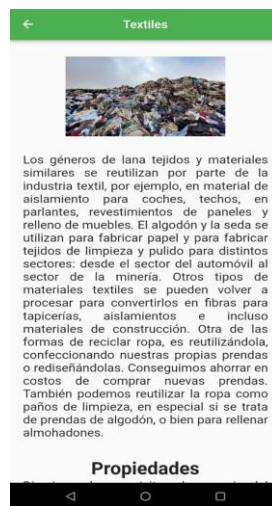 Textiles
Los géneros de lana tejidos y materiales
similares se reutilizan por parte de la
industria textil, por ejemplo, en material de
aislamiento para coches, techos, en
parlantes, revestimientos de paneles y
relleno de muebles. El algodón y la seda se
utilizan para fabricar papel y para fabricar
tejidos de limpieza y pulido para distintos
sectores: desde el sector del automóvil al
sector de la minería. Otros tipos de
materiales textiles se pueden volver a
procesar para convertirlos en fibras para
tapicerías, aislamientos e incluso
materiales de construcción. Otra de las
formas de reciclar ropa, es reutilizándola,
confeccionando nuestras propias prendas
o rediseñándolas. Conseguimos ahorrar en
costos de comprar nuevas prendas.
También podemos reutilizar la ropa como
paños de limpieza, en especial si se trata
de prendas de algodón, o bien para rellenar
almohadones.
Propiedades